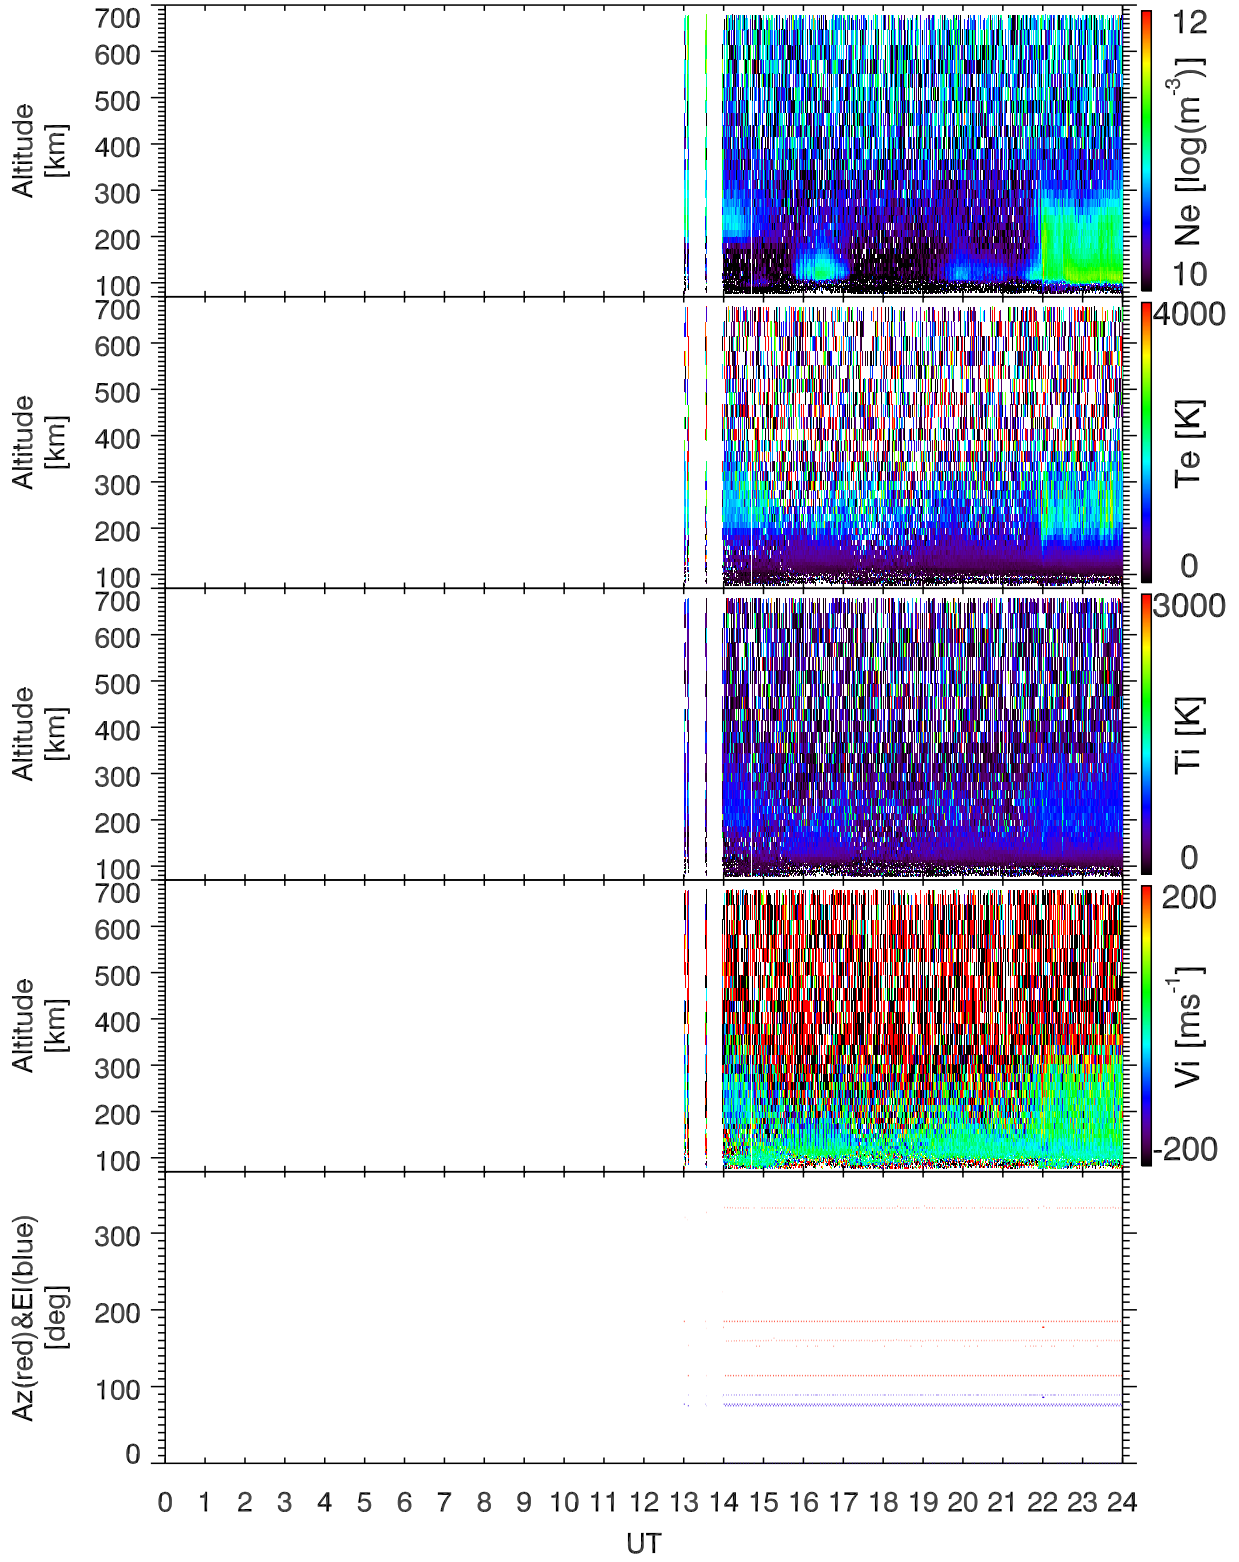 700
600
500
400
300
200
100
Altitude
[km]
12
10
Ne [log(m⁻³)]
700
600
500
400
300
200
100
Altitude
[km]
4000
0
Te [K]
700
600
500
400
300
200
100
Altitude
[km]
3000
0
Ti [K]
700
600
500
400
300
200
100
Altitude
[km]
200
-200
Vi [ms⁻¹]
300
200
100
0
Az(red)&El(blue)
[deg]
0 1 2 3 4 5 6 7 8 9 10 11 12 13 14 15 16 17 18 19 20 21 22 23 24
UT